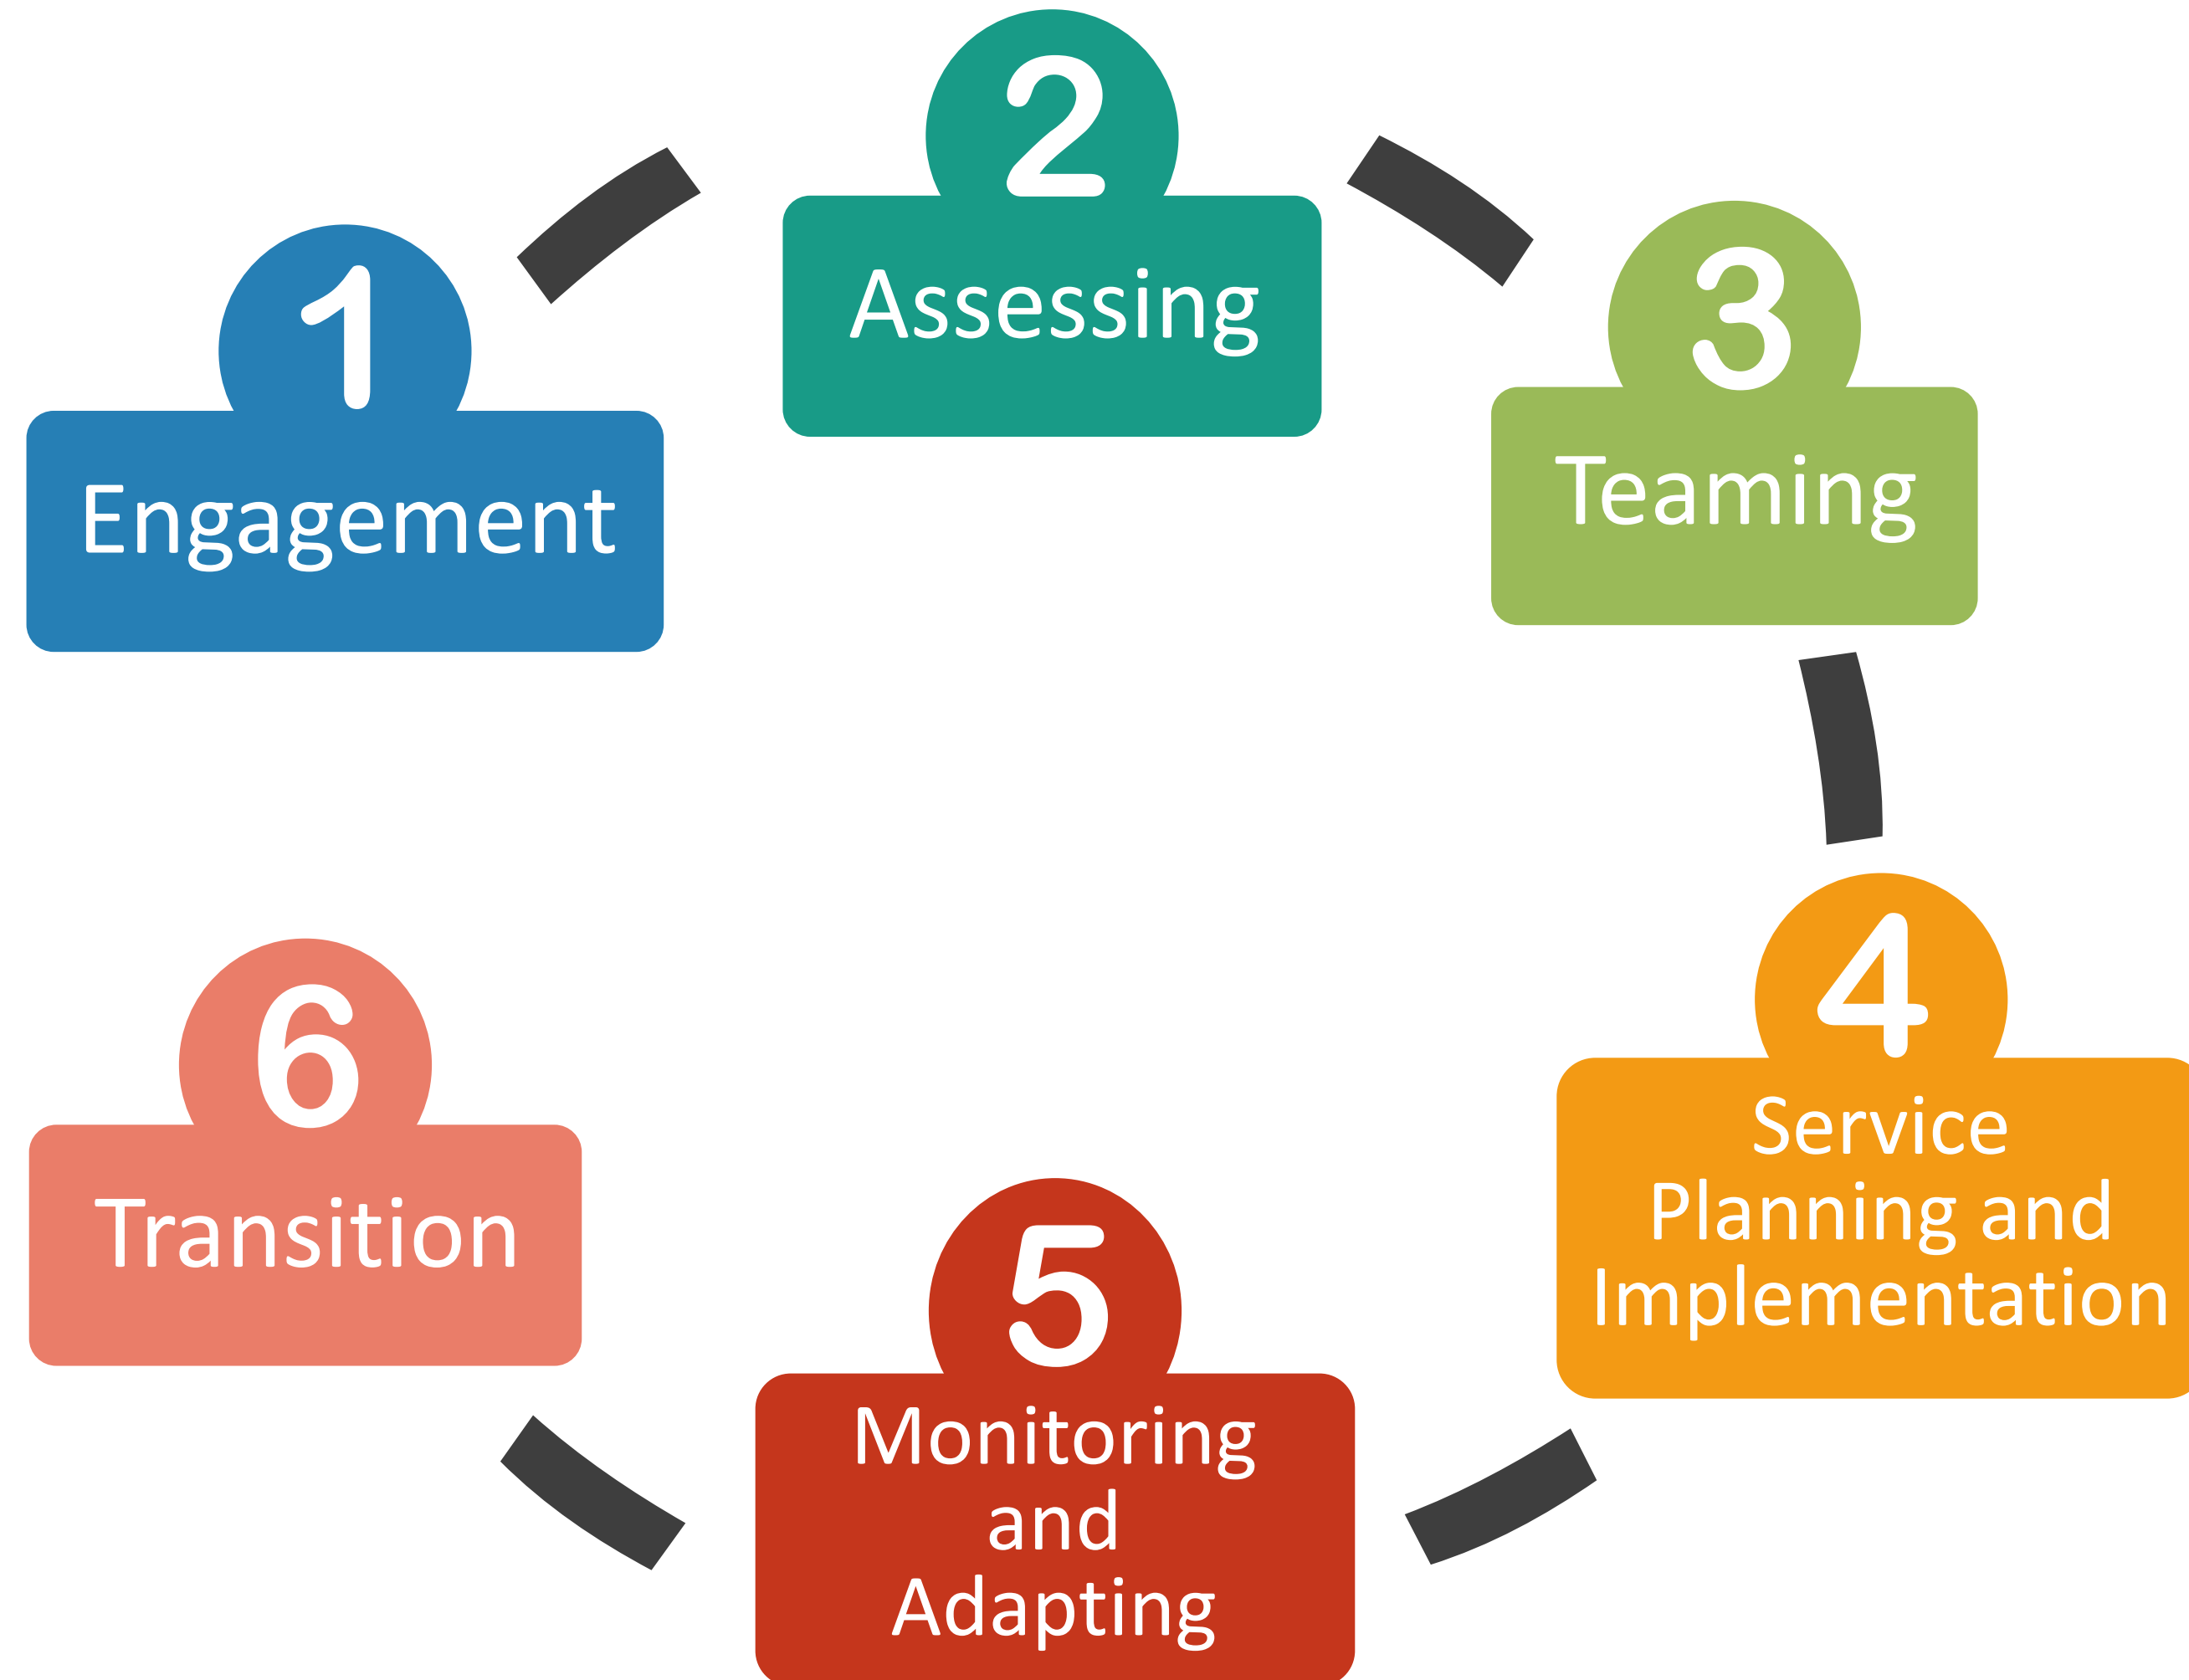 1
Engagement
2
Assessing
3
Teaming
4
Service
Planning and
Implementation
5
Monitoring
and
Adapting
6
Transition